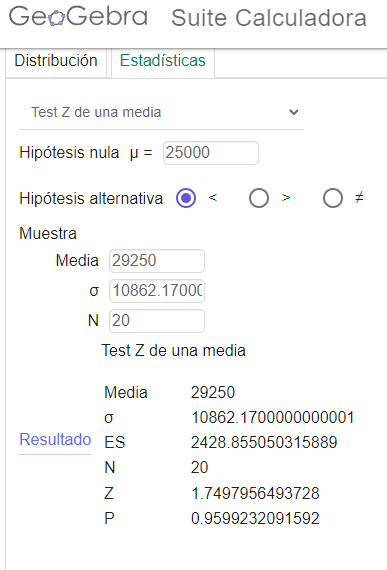 GeoGebra Suite Calculadora
Distribución Estadísticas
Test Z de una media
Hipótesis nula μ = 25000
Hipótesis alternativa < > ≠
Muestra
Media 29250
σ 10862.1700(
N 20
Test Z de una media
Media 29250
σ 10862.1700000000001
Resultado ES 2428.855050315889
N 20
Z 1.7497956493728
P 0.9599232091592